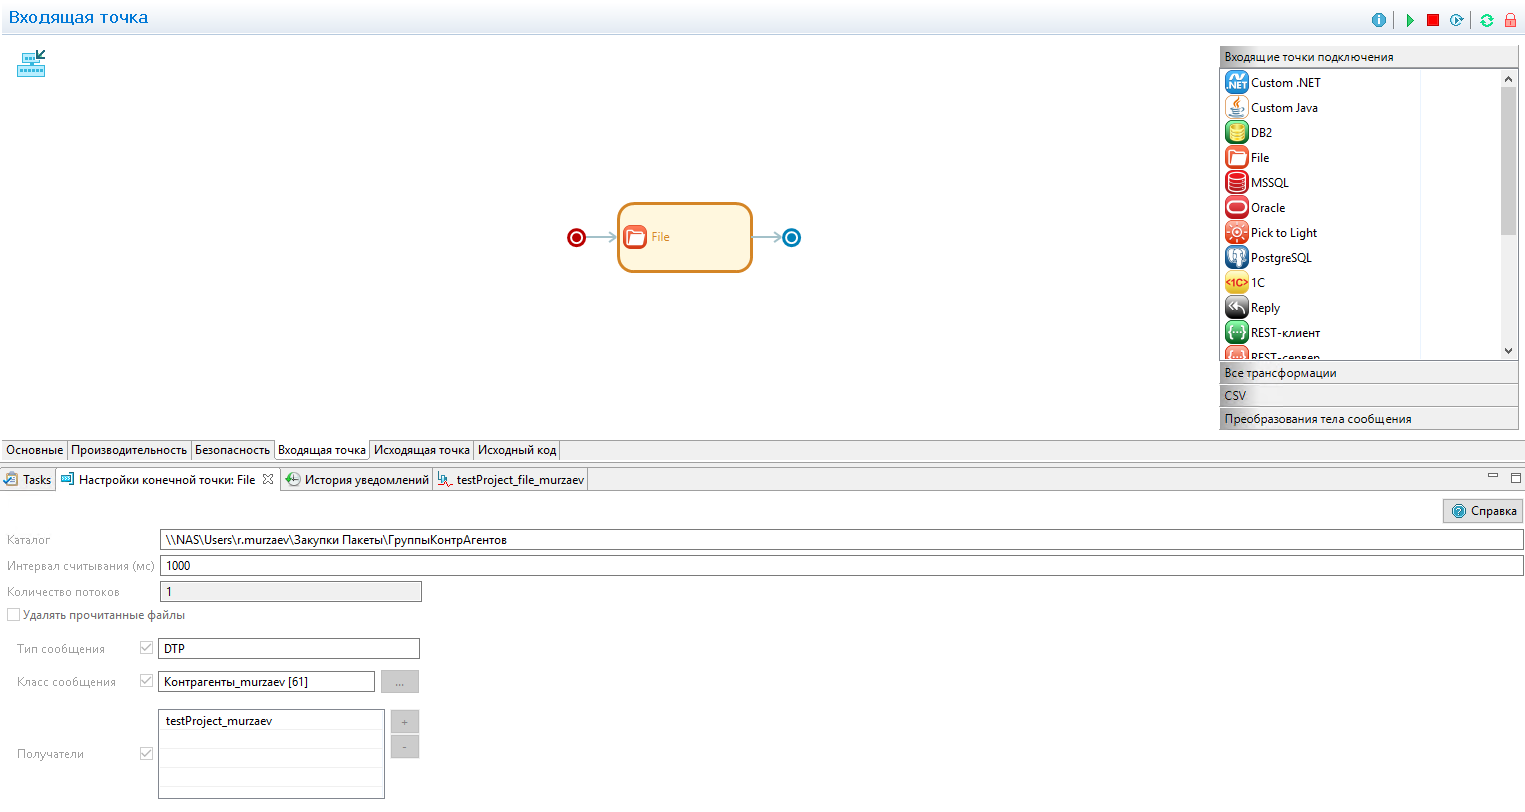 Входящая точка
Входящие точки подключения
Custom .NET
Custom Java
DB2
File
MSSQL
Oracle
Pick to Light
PostgreSQL
1C
Reply
REST-клиент
REST-сервер
Все трансформации
CSV
Преобразования тела сообщения
File
Основные
Производительность
Безопасность
Входящая точка
Исходящая точка
Исходный код
Tasks
Настройки конечной точки: File
История уведомлений
testProject_file_murzaev
Справка
Каталог
\\NAS\Users\r.murzaev\Закупки Пакеты\ГруппыКонтрАгентов
Интервал считывания (мс)
1000
Количество потоков
1
Удалять прочитанные файлы
Тип сообщения
DTP
Класс сообщения
Контрагенты_murzaev [61]
...
Получатели
testProject_murzaev
+
-